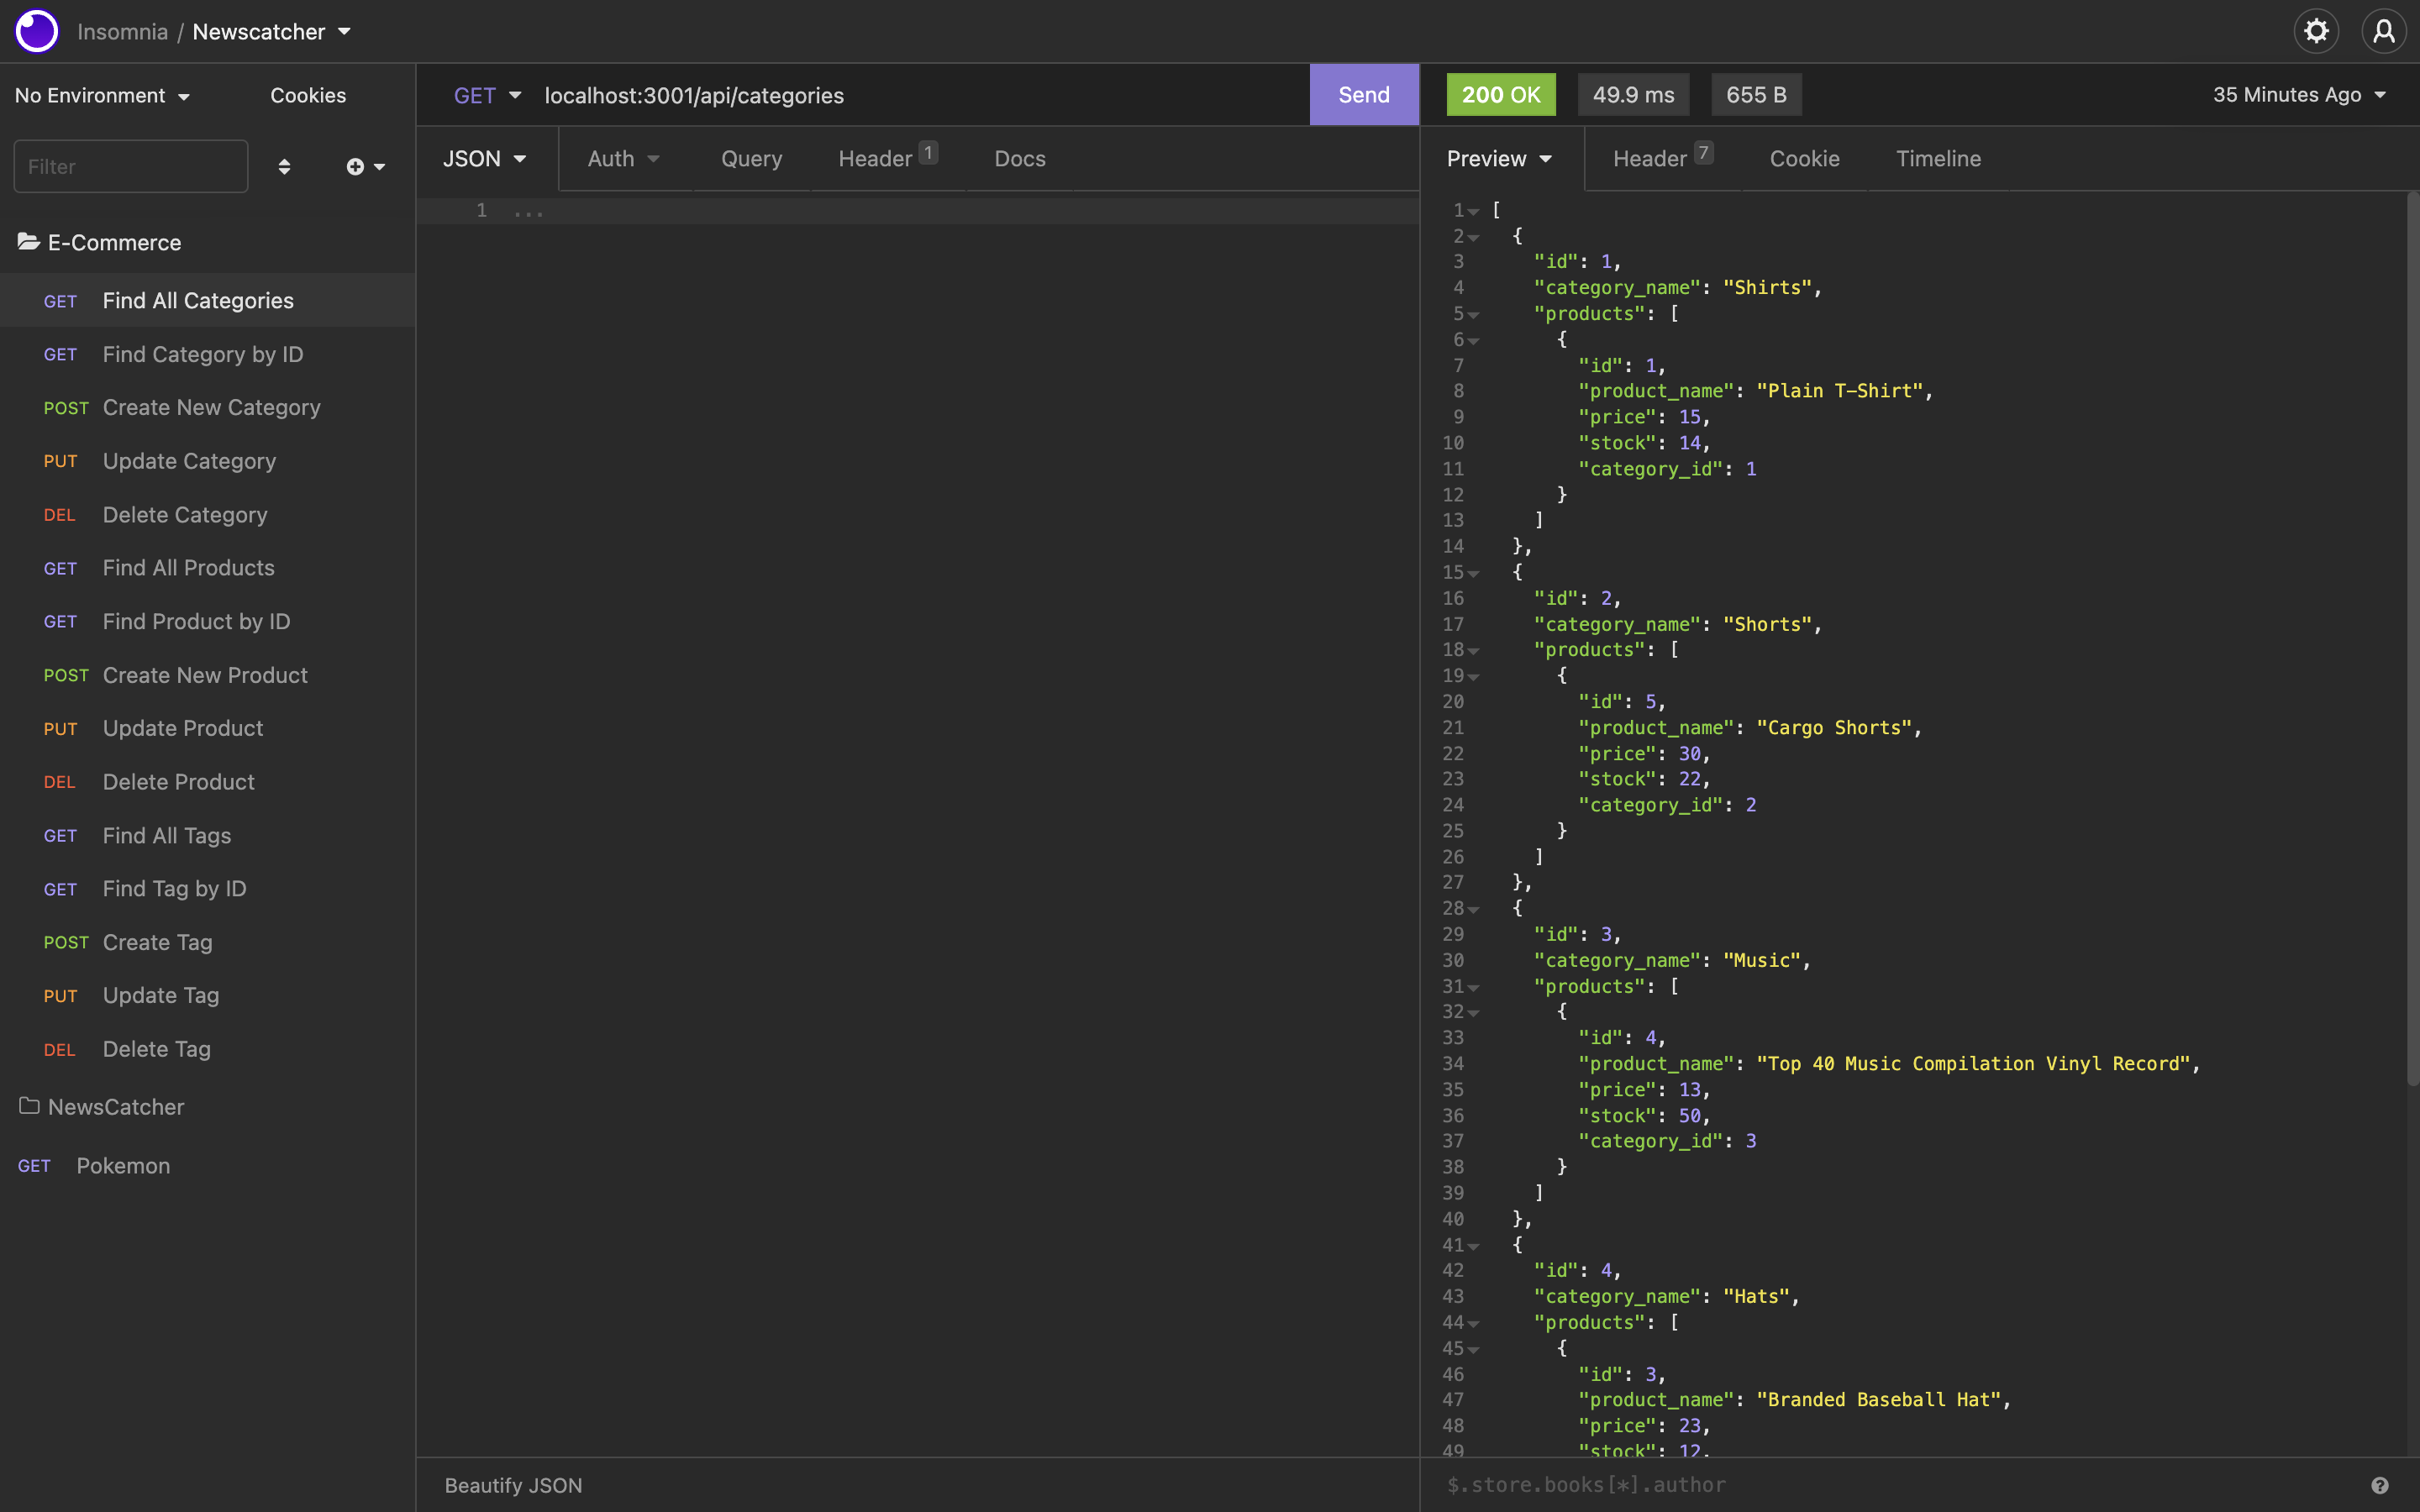 Insomnia / Newscatcher
No Environment
Cookies
Filter
E-Commerce
GET Find All Categories
GET Find Category by ID
POST Create New Category
PUT Update Category
DEL Delete Category
GET Find All Products
GET Find Product by ID
POST Create New Product
PUT Update Product
DEL Delete Product
GET Find All Tags
GET Find Tag by ID
POST Create Tag
PUT Update Tag
DEL Delete Tag
NewsCatcher
GET Pokemon
GET localhost:3001/api/categories Send
JSON Auth Query Header 1 Docs
1 ...
Beautify JSON
200 OK 49.9 ms 655 B 35 Minutes Ago
Preview Header 7 Cookie Timeline
1 [
2 {
3 "id": 1,
4 "category_name": "Shirts",
5 "products": [
6 {
7 "id": 1,
8 "product_name": "Plain T-Shirt",
9 "price": 15,
10 "stock": 14,
11 "category_id": 1
12 }
13 ]
14 },
15 {
16 "id": 2,
17 "category_name": "Shorts",
18 "products": [
19 {
20 "id": 5,
21 "product_name": "Cargo Shorts",
22 "price": 30,
23 "stock": 22,
24 "category_id": 2
25 }
26 ]
27 },
28 {
29 "id": 3,
30 "category_name": "Music",
31 "products": [
32 {
33 "id": 4,
34 "product_name": "Top 40 Music Compilation Vinyl Record",
35 "price": 13,
36 "stock": 50,
37 "category_id": 3
38 }
39 ]
40 },
41 {
42 "id": 4,
43 "category_name": "Hats",
44 "products": [
45 {
46 "id": 3,
47 "product_name": "Branded Baseball Hat",
48 "price": 23,
49 "stock": 12,
$.store.books[*].author